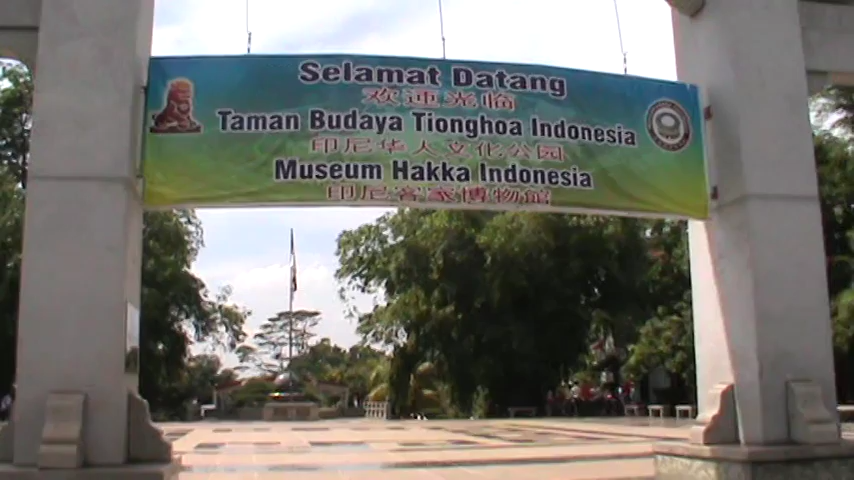 Selamat Datang
欢迎光临
Taman Budaya Tionghoa Indonesia
印尼华人文化公园
Museum Hakka Indonesia
印尼客家博物館